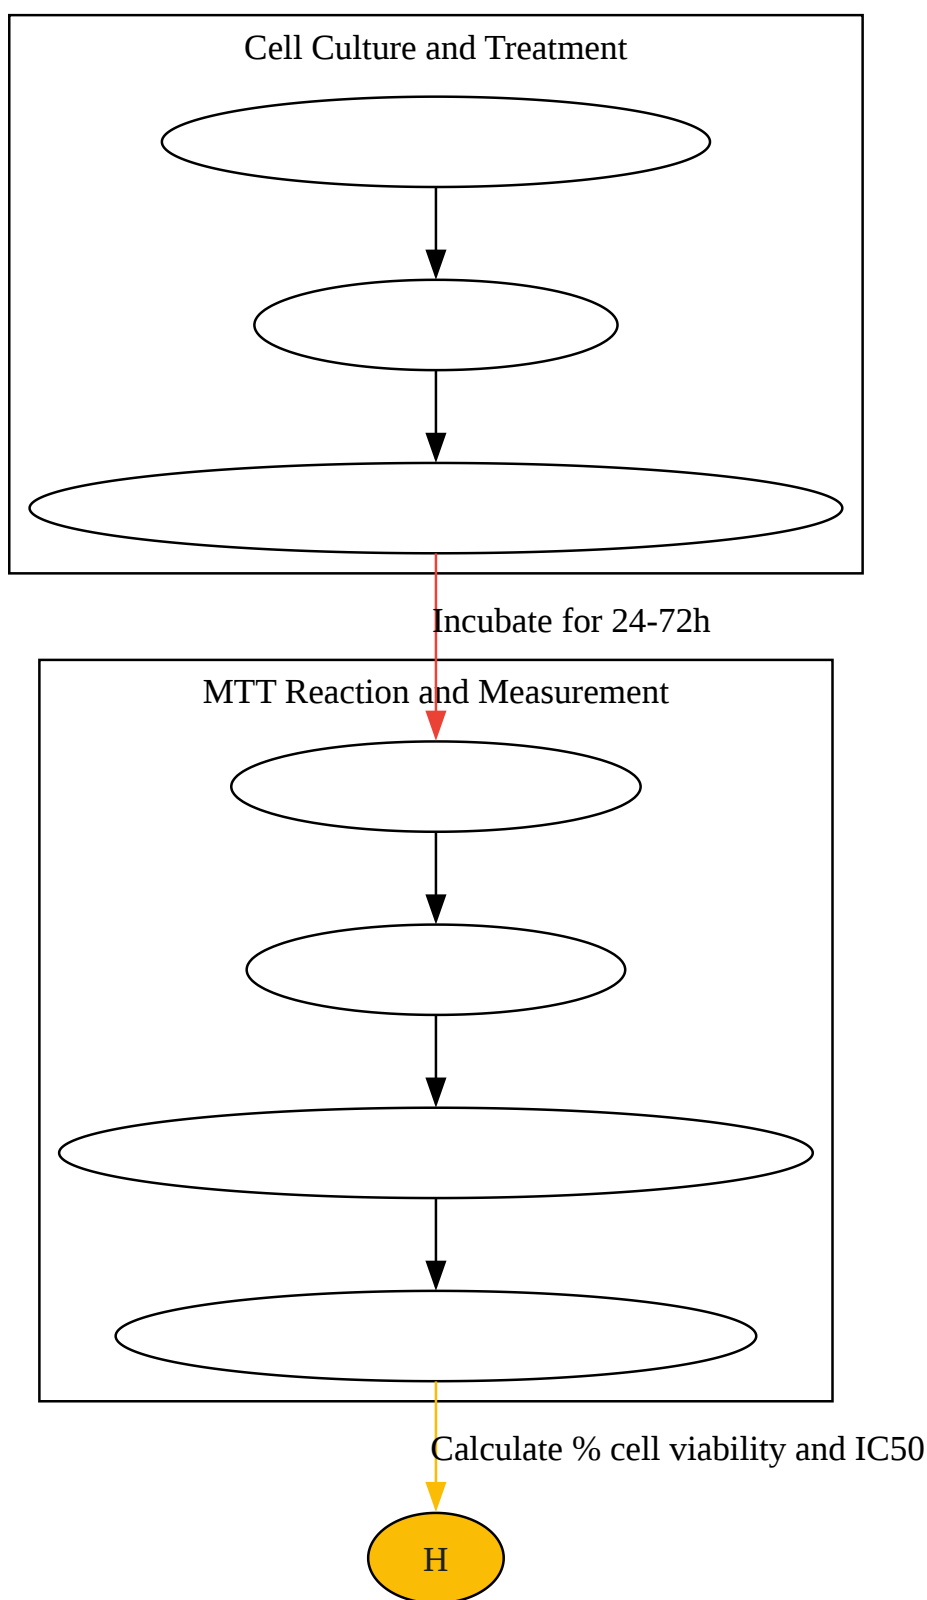 Cell Culture and Treatment
Incubate for 24-72h
MTT Reaction and Measurement
Calculate % cell viability and IC50
H